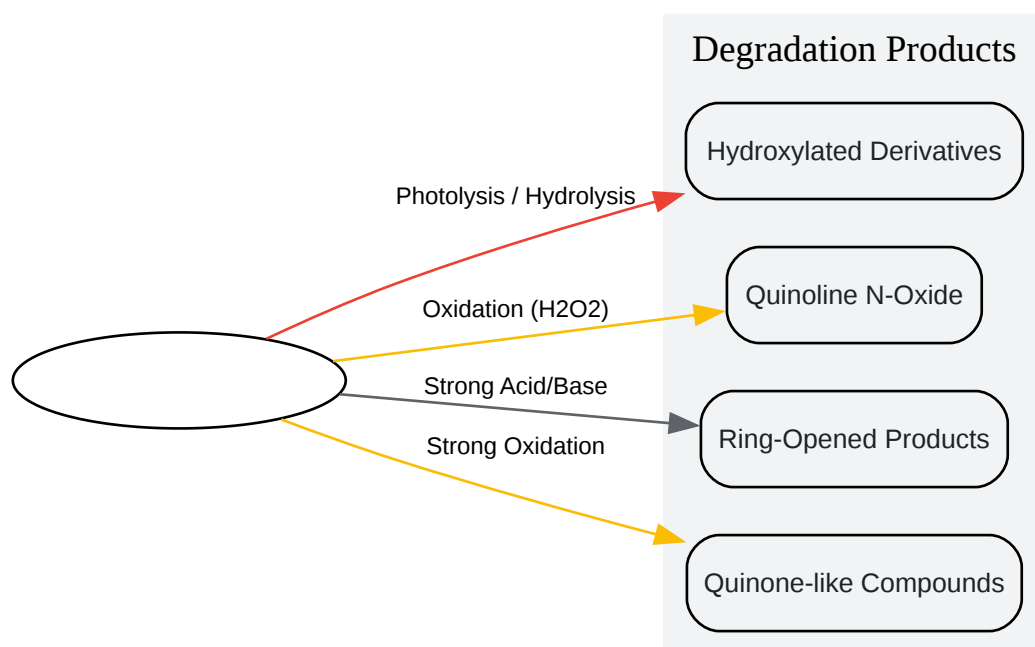 Degradation Products
Hydroxylated Derivatives
Photolysis / Hydrolysis
Quinoline N-Oxide
Oxidation (H2O2)
Strong Acid/Base
Ring-Opened Products
Strong Oxidation
Quinone-like Compounds